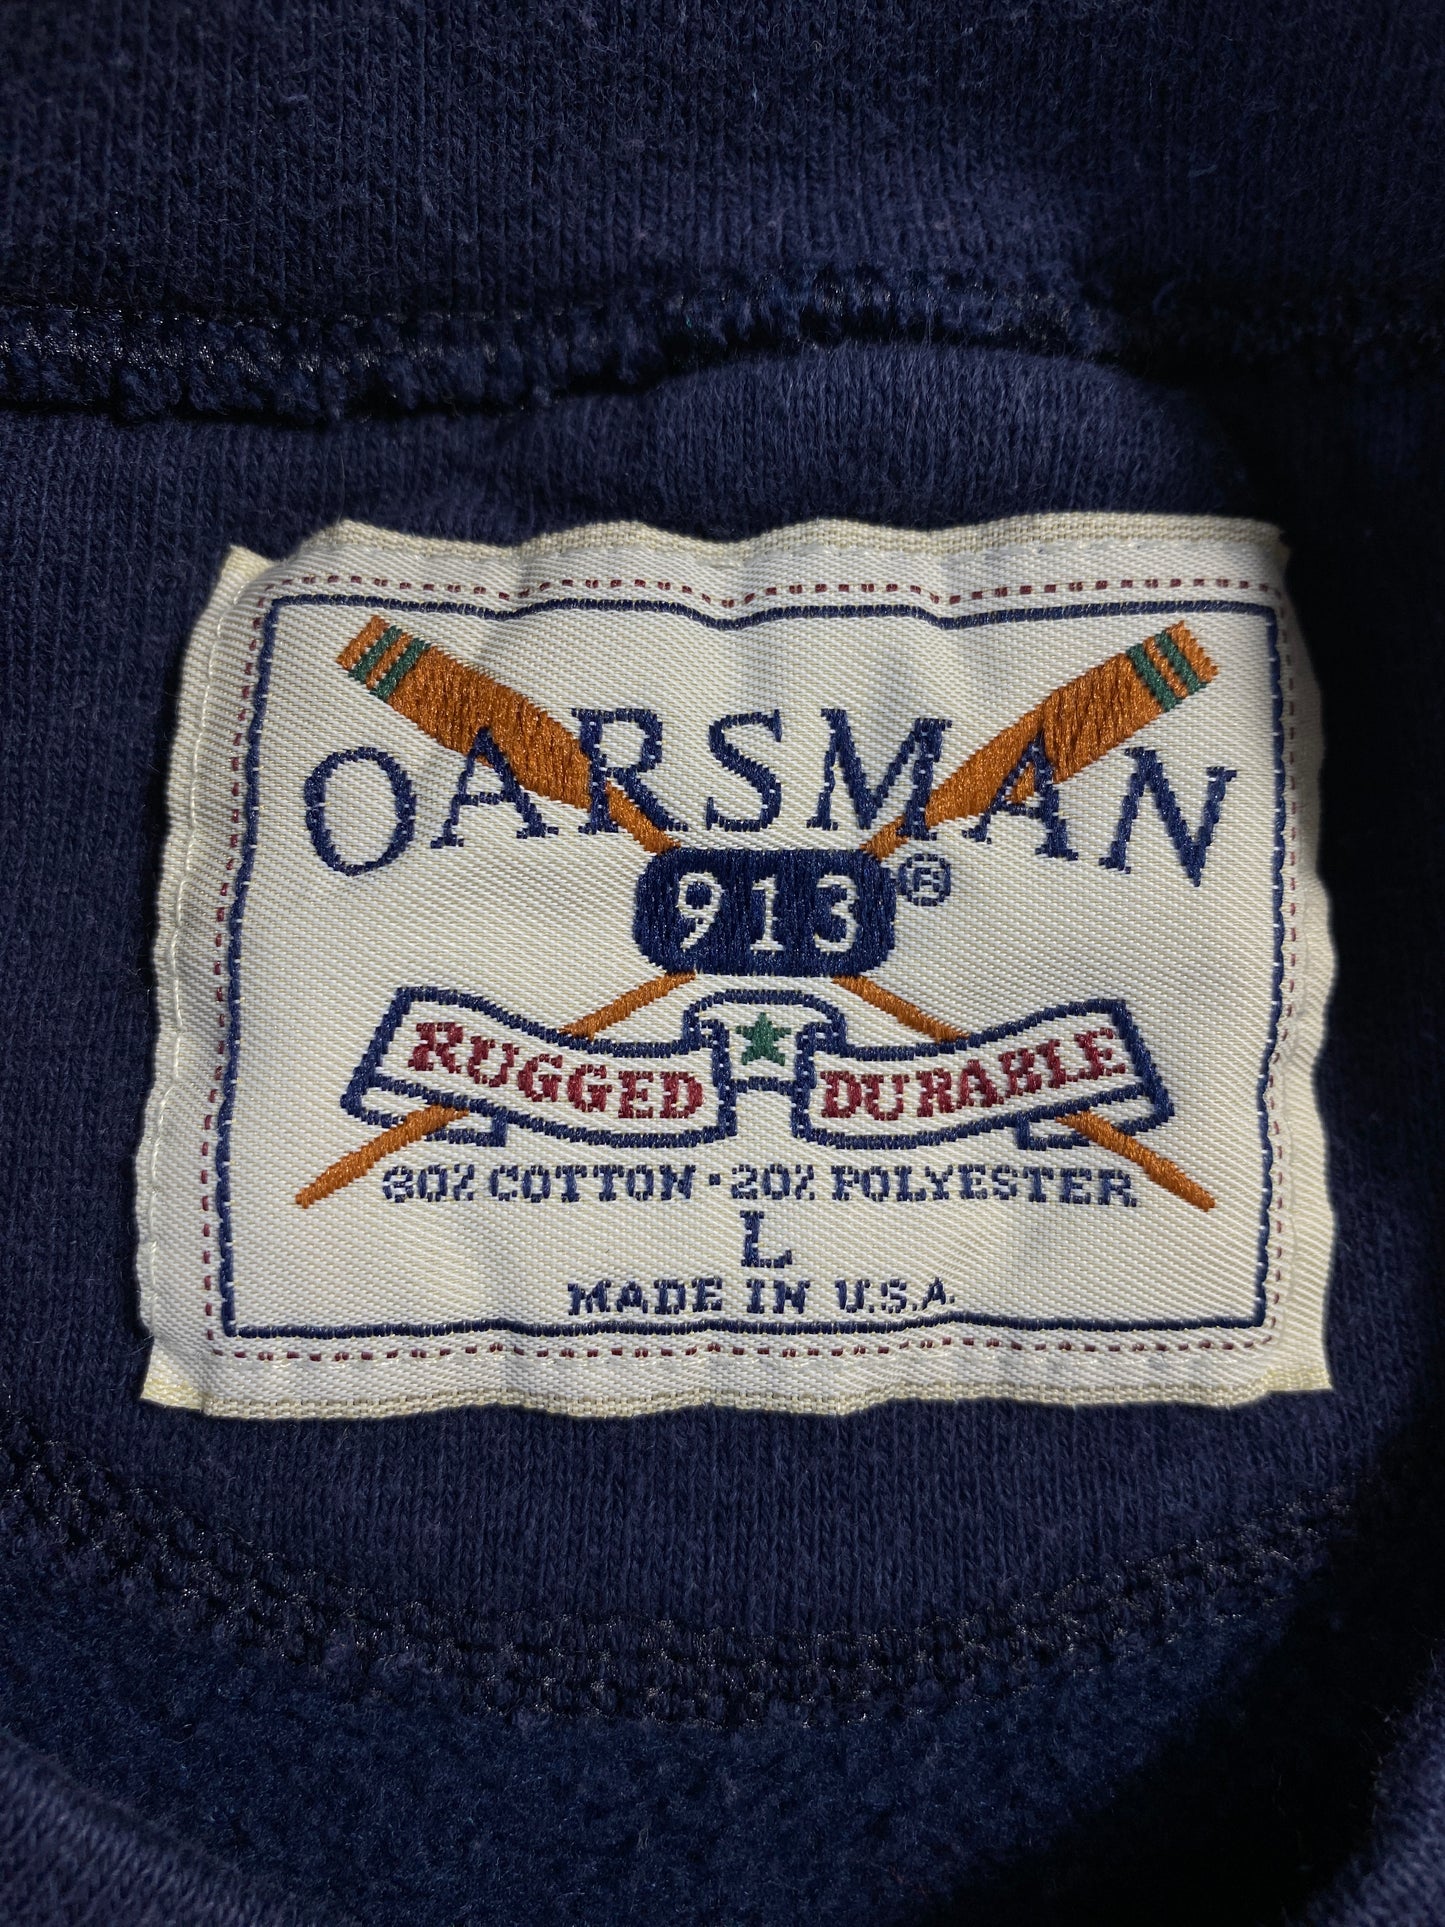 OARSMAN
913®
RUGGED ★ DURABLE
80% COTTON · 20% POLYESTER
L
MADE IN U.S.A.